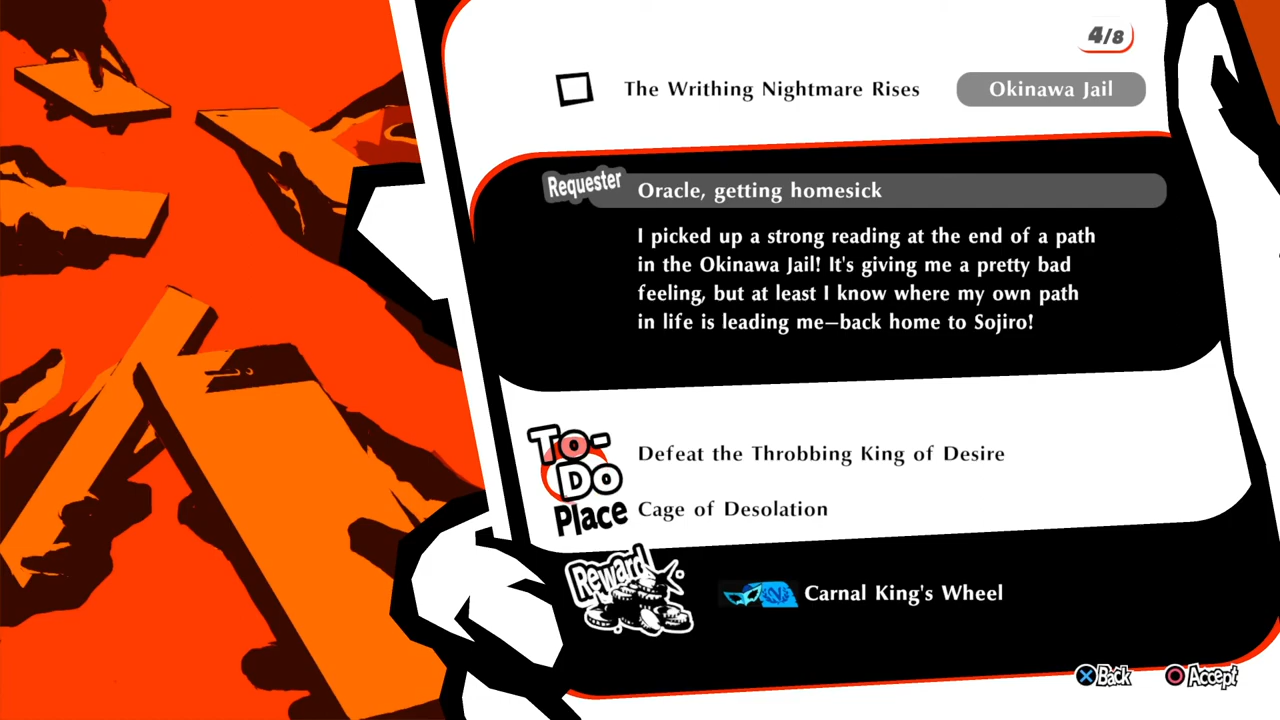 4/8
The Writhing Nightmare Rises
Okinawa Jail
Requester
Oracle, getting homesick
I picked up a strong reading at the end of a path
in the Okinawa Jail! It's giving me a pretty bad
feeling, but at least I know where my own path
in life is leading me—back home to Sojiro!
To-
Do
Defeat the Throbbing King of Desire
Place
Cage of Desolation
Reward
Carnal King's Wheel
Back
Accept